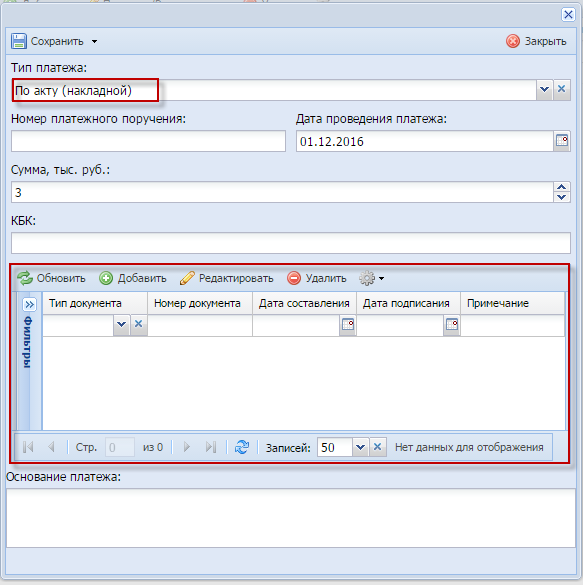 Сохранить Закрыть
Тип платежа:
По акту (накладной)
Номер платежного поручения: Дата проведения платежа:
01.12.2016
Сумма, тыс. руб.:
3
КБК:
Обновить Добавить Редактировать Удалить
Фильтры
Тип документа Номер документа Дата составления Дата подписания Примечание
Стр. 0 из 0 Записей: 50 Нет данных для отображения
Основание платежа: